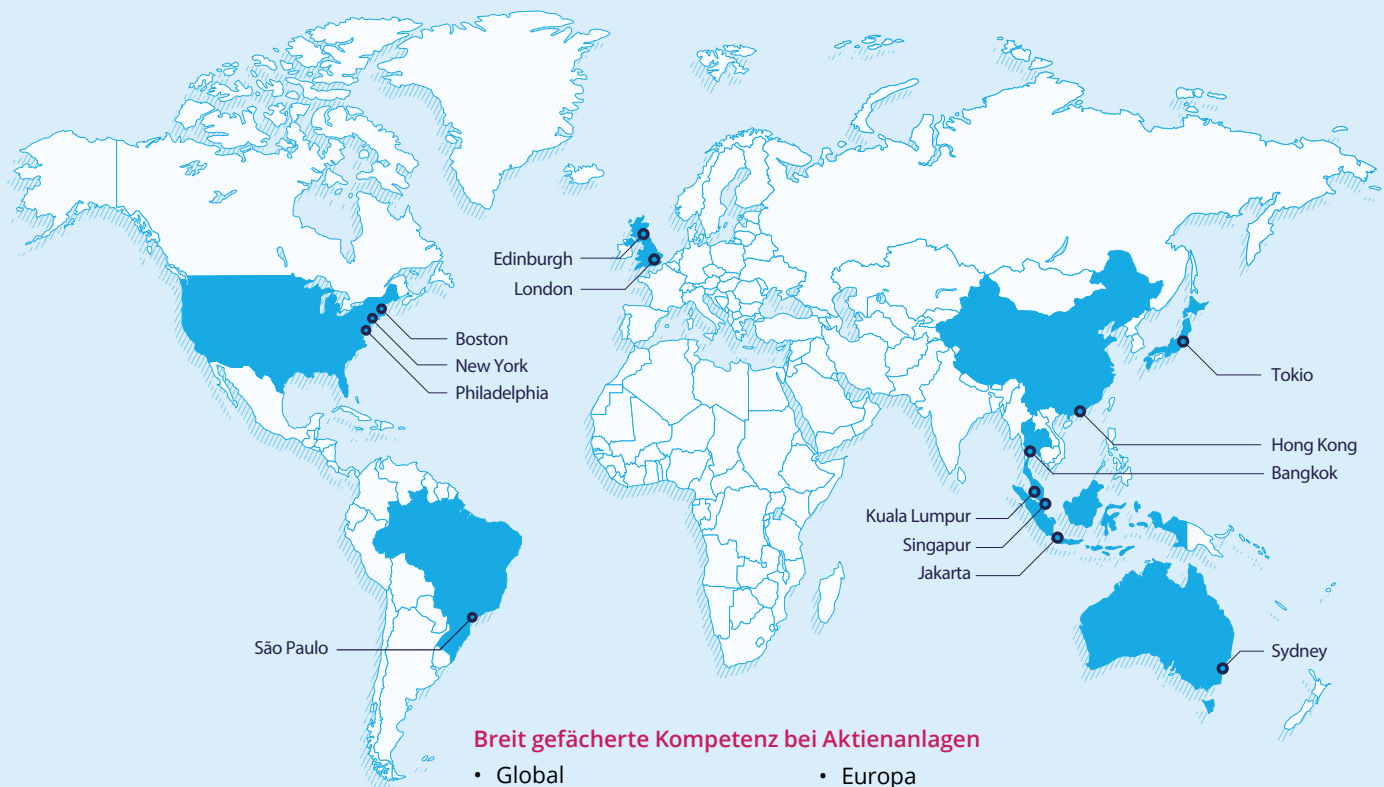 Edinburgh
London
Boston
New York
Philadelphia
Tokio
Hong Kong
Bangkok
Kuala Lumpur
Singapur
Jakarta
São Paulo
Sydney
Breit gefächerte Kompetenz bei Aktienanlagen
• Global
• Europa